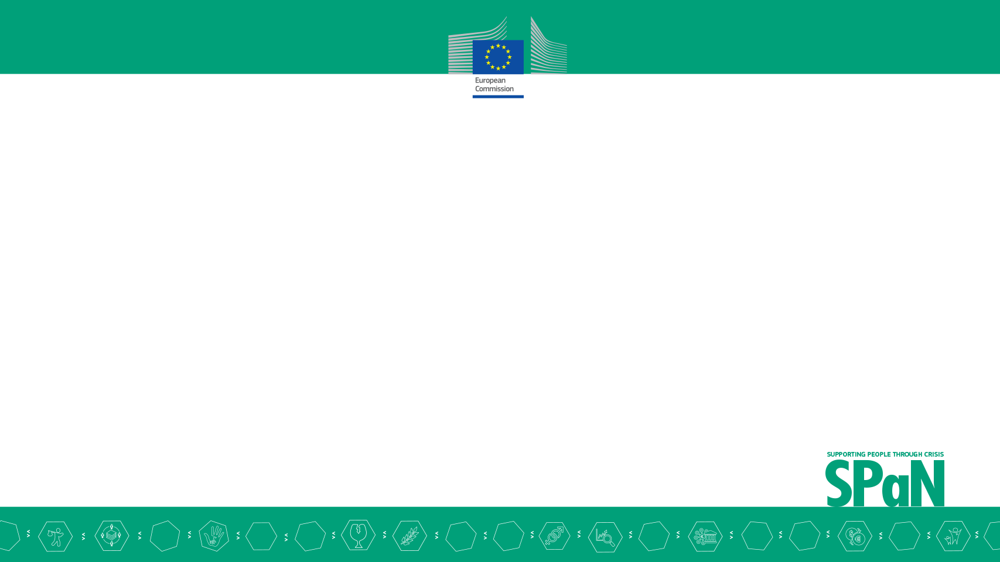 European
Commission
SUPPORTING PEOPLE THROUGH CRISIS
SPaN